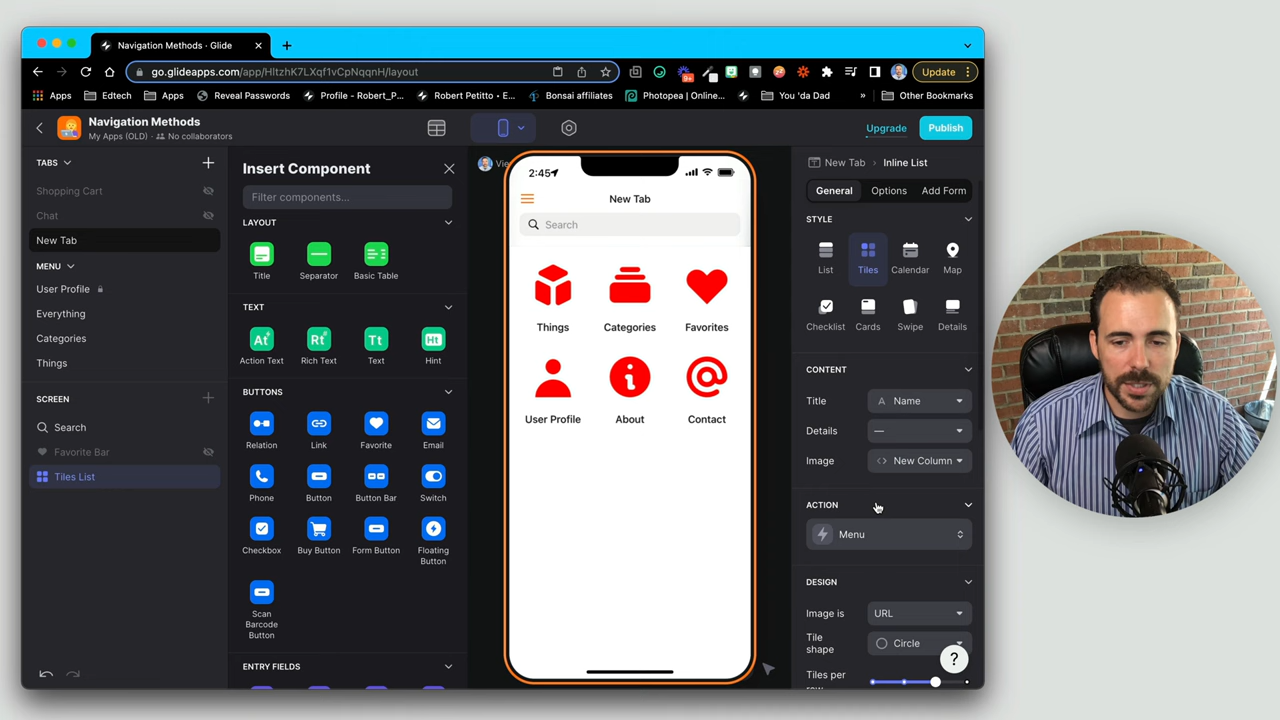 Navigation Methods · Glide
go.glideapps.com/app/HItzhK7LXqf1vCpNqqnH/layout
9+
Update
Apps
Edtech
Apps
Reveal Passwords
Profile - Robert_P...
Robert Petitto • E...
Bonsai affiliates
Photopea | Online...
You 'da Dad
»
Other Bookmarks
Navigation Methods
My Apps (OLD) · No collaborators
Upgrade
Publish
TABS
Shopping Cart
Chat
New Tab
MENU
User Profile
Everything
Categories
Things
SCREEN
Search
Favorite Bar
Tiles List
Insert Component
Filter components...
LAYOUT
Title
Separator
Basic Table
TEXT
Action Text
Rich Text
Text
Hint
BUTTONS
Relation
Link
Favorite
Email
Phone
Button
Button Bar
Switch
Checkbox
Buy Button
Form Button
Floating Button
Scan Barcode Button
ENTRY FIELDS
2:45
New Tab
Search
Things
Categories
Favorites
User Profile
About
Contact
New Tab
Inline List
General
Options
Add Form
STYLE
List
Tiles
Calendar
Map
Checklist
Cards
Swipe
Details
CONTENT
Title
Name
Details
—
Image
New Column
ACTION
Menu
DESIGN
Image is
URL
Tile shape
Circle
Tiles per
?